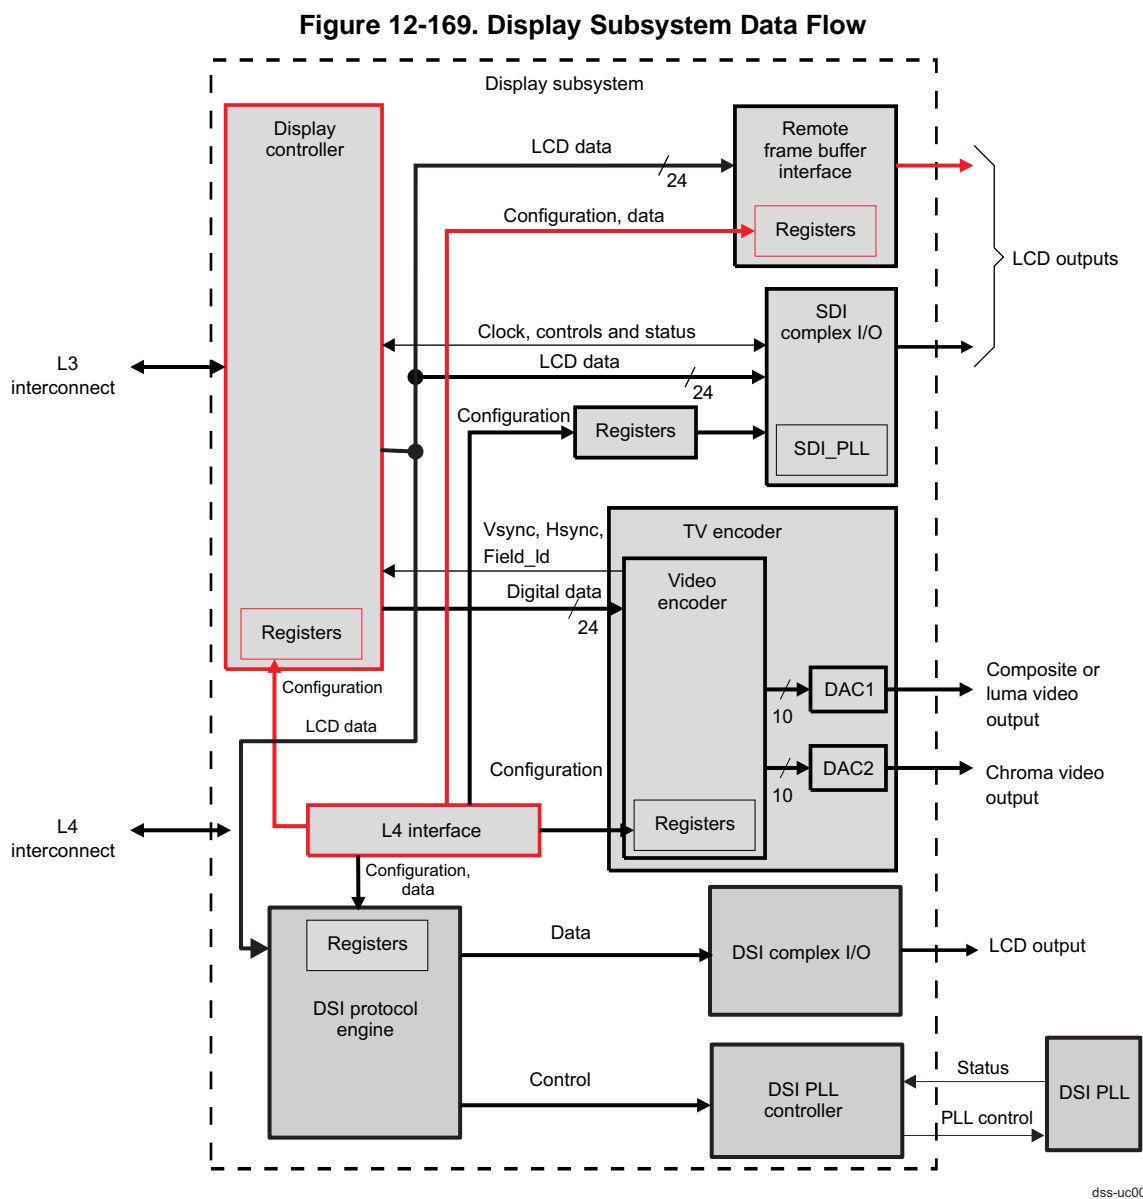 Figure 12-169. Display Subsystem Data Flow
Display subsystem
Display
controller
LCD data
24
Remote
frame buffer
interface
Configuration, data
Registers
LCD outputs
SDI
complex I/O
Clock, controls and status
L3
interconnect
LCD data
24
Configuration
Registers
SDI_PLL
TV encoder
Vsync, Hsync,
Field_Id
Video
encoder
Digital data
24
Registers
Configuration
LCD data
DAC1
10
Composite or
luma video
output
Configuration
DAC2
10
Chroma video
output
L4
interconnect
L4 interface
Registers
Configuration,
data
Registers
Data
DSI complex I/O
LCD output
DSI protocol
engine
Control
DSI PLL
controller
Status
DSI PLL
PLL control